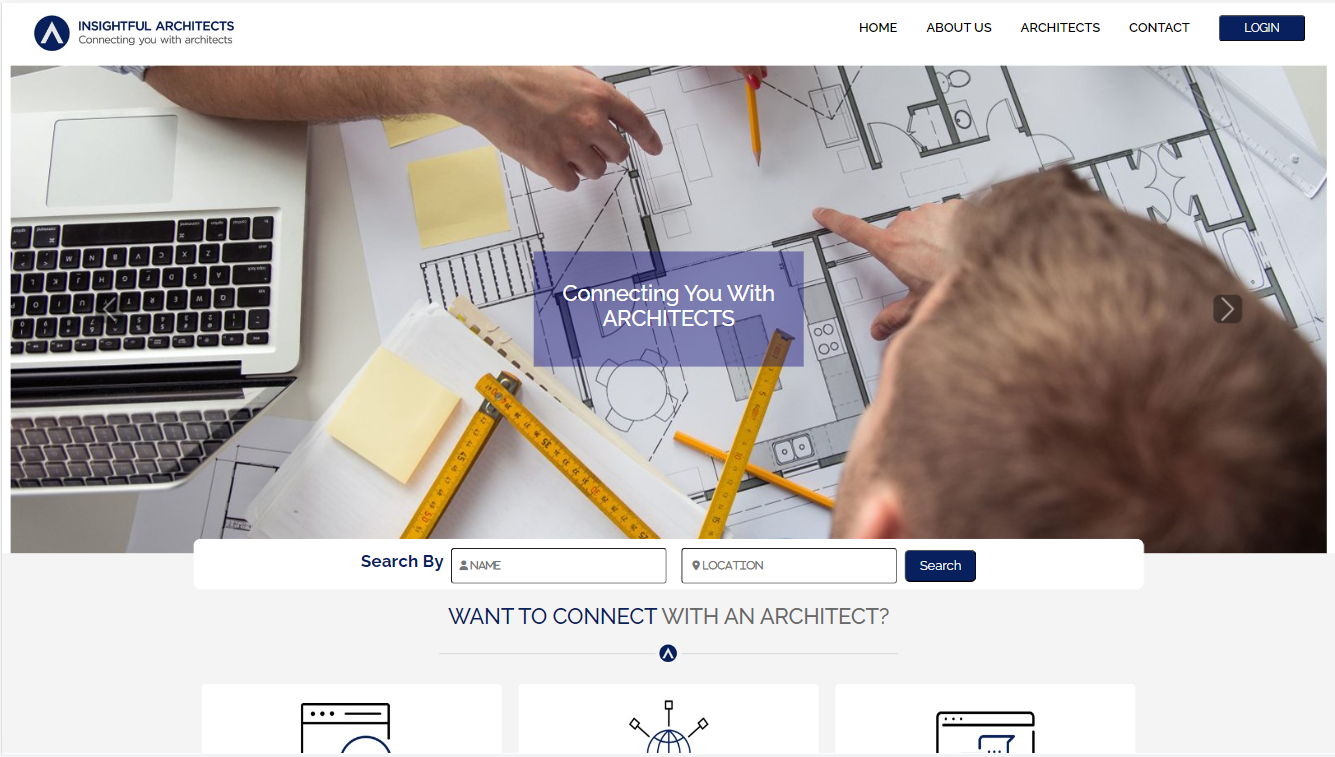 INSIGHTFUL ARCHITECTS
Connecting you with architects
HOME ABOUT US ARCHITECTS CONTACT LOGIN
Connecting You With
ARCHITECTS
Search By NAME LOCATION Search
WANT TO CONNECT WITH AN ARCHITECT?